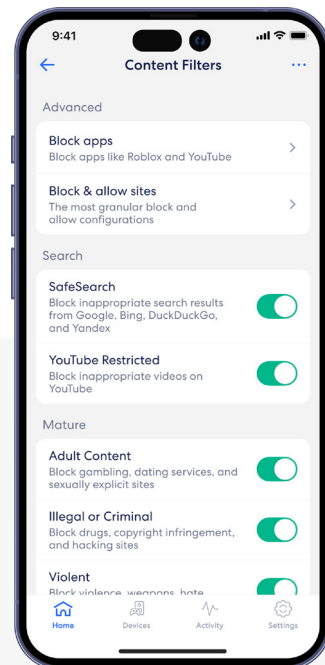 9:41
Content Filters
Advanced
Block apps
Block apps like Roblox and YouTube
Block & allow sites
The most granular block and
allow configurations
Search
SafeSearch
Block inappropriate search results
from Google, Bing, DuckDuckGo,
and Yandex
YouTube Restricted
Block inappropriate videos on
YouTube
Mature
Adult Content
Block gambling, dating services, and
sexually explicit sites
Illegal or Criminal
Block drugs, copyright infringement,
and hacking sites
Violent
Block violence, weapons, hate
Home
Devices
Activity
Settings